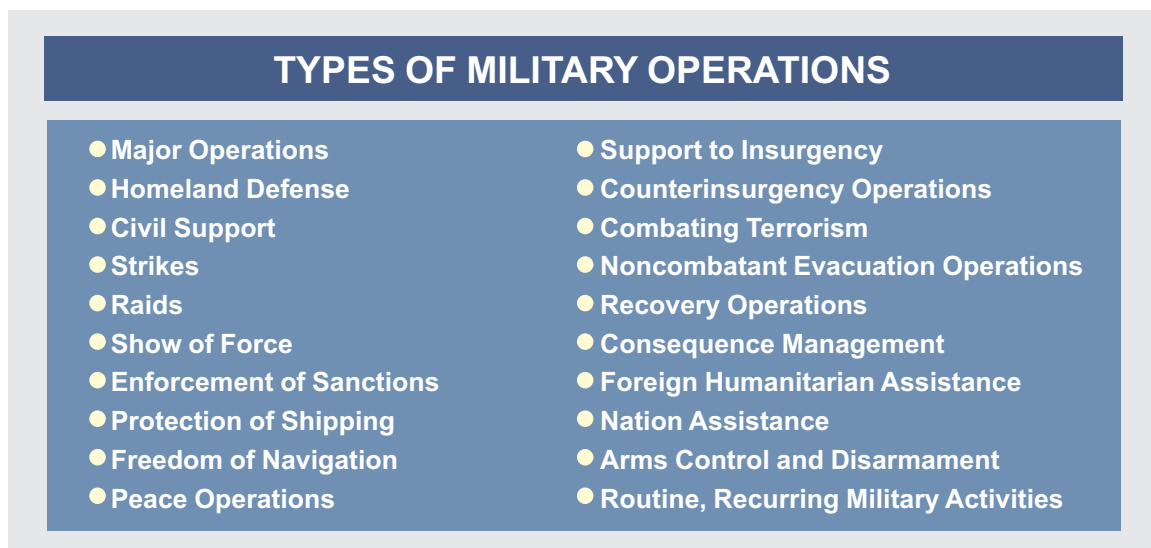 TYPES OF MILITARY OPERATIONS
Major Operations
Homeland Defense
Civil Support
Strikes
Raids
Show of Force
Enforcement of Sanctions
Protection of Shipping
Freedom of Navigation
Peace Operations
Support to Insurgency
Counterinsurgency Operations
Combating Terrorism
Noncombatant Evacuation Operations
Recovery Operations
Consequence Management
Foreign Humanitarian Assistance
Nation Assistance
Arms Control and Disarmament
Routine, Recurring Military Activities